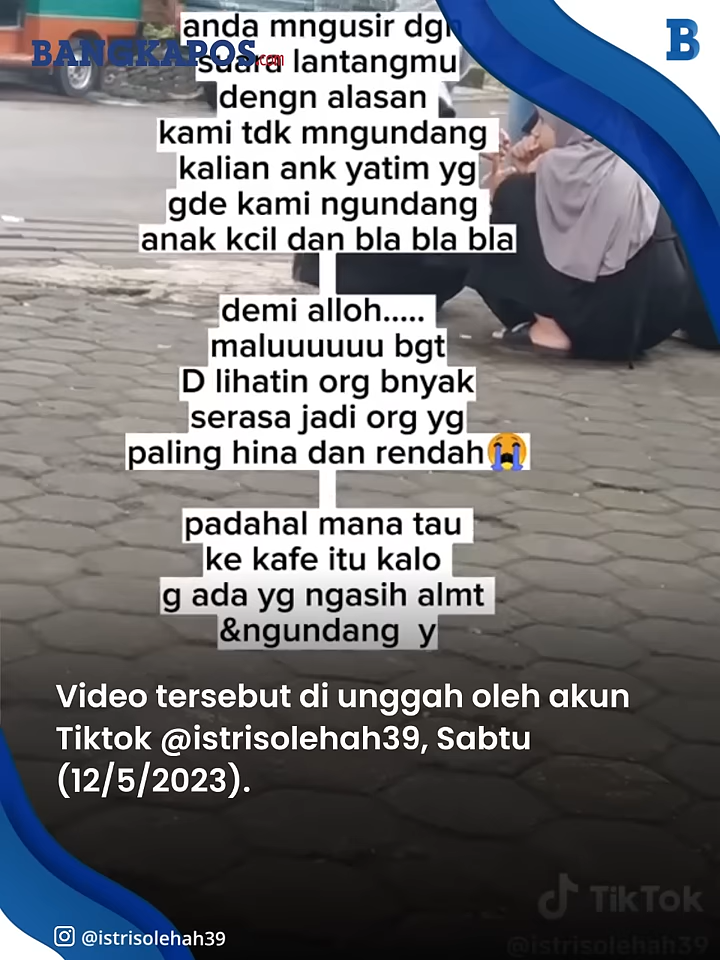 anda mngusir dgn
BANGKAPOS.com
suara lantangmu
dengn alasan
kami tdk mngundang
kalian ank yatim yg
gde kami ngundang
anak kcil dan bla bla bla
demi alloh.....
maluuuuuu bgt
D lihatin org bnyak
serasa jadi org yg
paling hina dan rendah😭
padahal mana tau
ke kafe itu kalo
g ada yg ngasih almt
&ngundang y
Video tersebut di unggah oleh akun
Tiktok @istrisolehah39, Sabtu
(12/5/2023).
TikTok
@istrisolehah39
@istrisolehah39
B